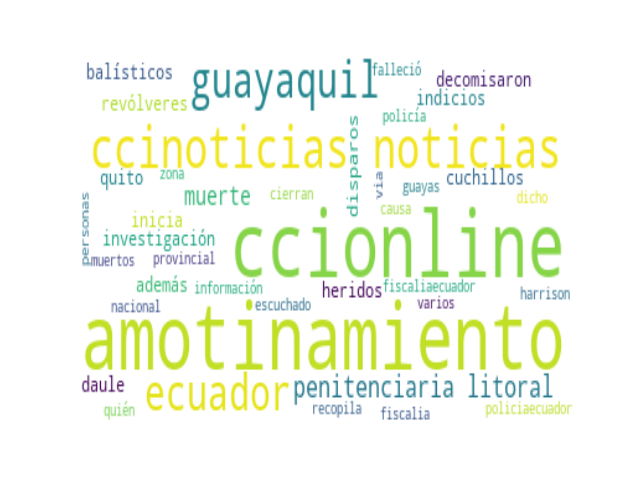 balísticos guayaquil falleció decomisaron
revólveres indicios
policía
ccinoticias noticias
disparos
quito zona via guayas cuchillos
muerte cierran dicho
personas inicia causa
investigación ccionline
muertos provincial
además información heridos fiscaliaecuador harrison
nacional escuchado varios
amotinamiento
daule ecuador penitenciaria litoral
quién recopila fiscalia policiaecuador